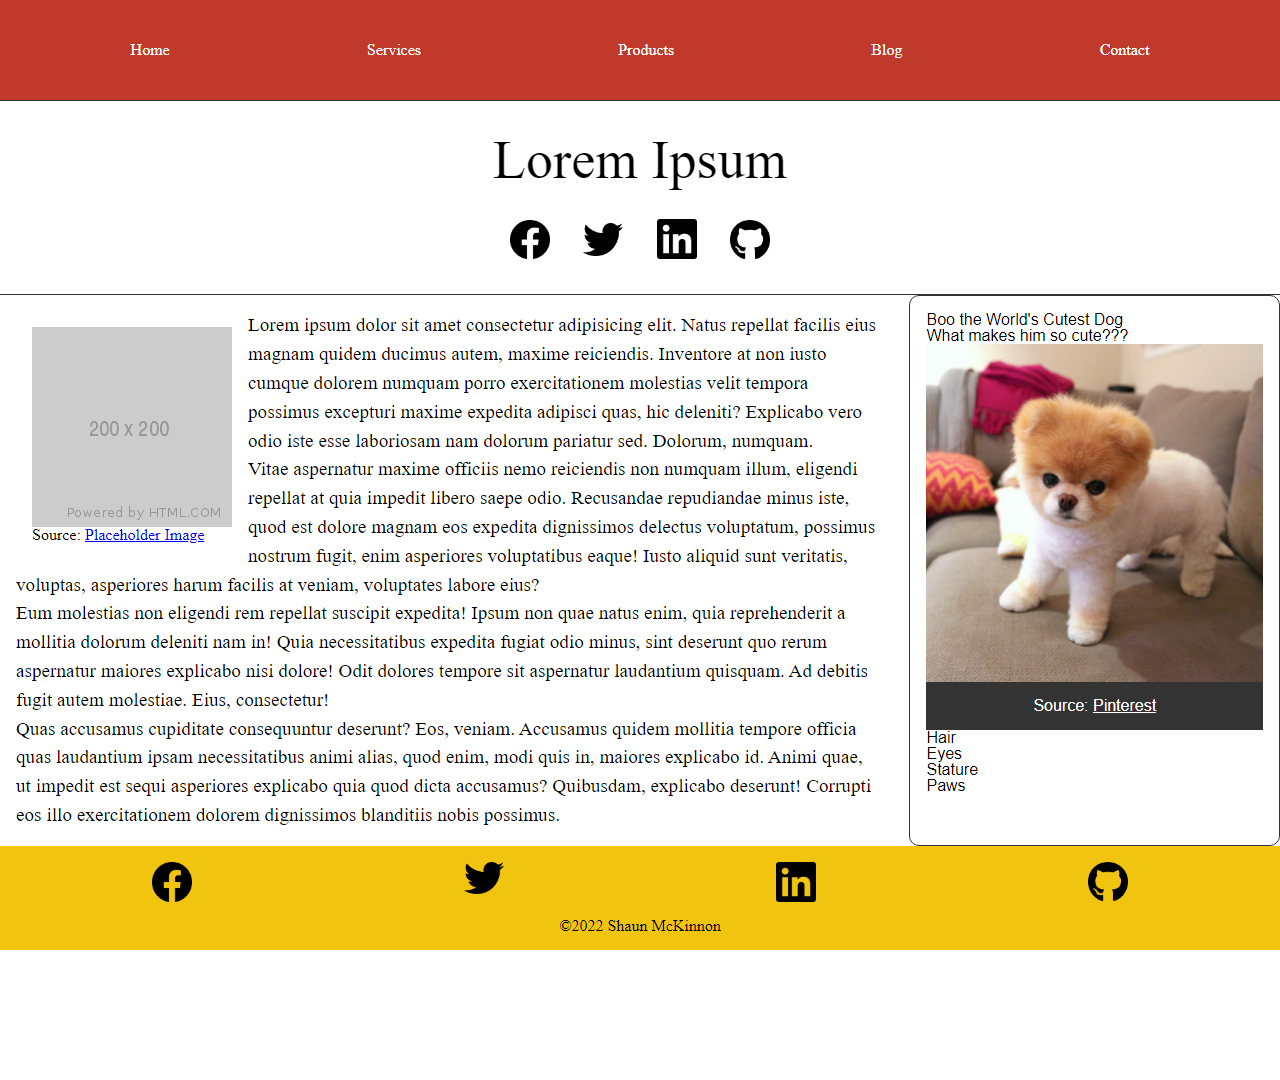 Home Services Products Blog Contact
Lorem Ipsum
200 x 200
Powered by HTML.COM
Source: Placeholder Image
Lorem ipsum dolor sit amet consectetur adipisicing elit. Natus repellat facilis eius
magnam quidem ducimus autem, maxime reiciendis. Inventore at non iusto
cumque dolorem numquam porro exercitationem molestias velit tempora
possimus excepturi maxime expedita adipisci quas, hic deleniti? Explicabo vero
odio iste esse laboriosam nam dolorum pariatur sed. Dolorum, numquam.
Vitae aspernatur maxime officiis nemo reiciendis non numquam illum, eligendi
repellat at quia impedit libero saepe odio. Recusandae repudiandae minus iste,
quod est dolore magnam eos expedita dignissimos delectus voluptatum, possimus
nostrum fugit, enim asperiores voluptatibus eaque! Iusto aliquid sunt veritatis,
voluptas, asperiores harum facilis at veniam, voluptates labore eius?
Eum molestias non eligendi rem repellat suscipit expedita! Ipsum non quae natus enim, quia reprehenderit a
mollitia dolorum deleniti nam in! Quia necessitatibus expedita fugiat odio minus, sint deserunt quo rerum
aspernatur maiores explicabo nisi dolore! Odit dolores tempore sit aspernatur laudantium quisquam. Ad debitis
fugit autem molestiae. Eius, consectetur!
Quas accusamus cupiditate consequuntur deserunt? Eos, veniam. Accusamus quidem mollitia tempore officia
quas laudantium ipsam necessitatibus animi alias, quod enim, modi quis in, maiores explicabo id. Animi quae,
ut impedit est sequi asperiores explicabo quia quod dicta accusamus? Quibusdam, explicabo deserunt! Corrupti
eos illo exercitationem dolorem dignissimos blanditiis nobis possimus.
Boo the World's Cutest Dog
What makes him so cute???
Source: Pinterest
Hair
Eyes
Stature
Paws
©2022 Shaun McKinnon